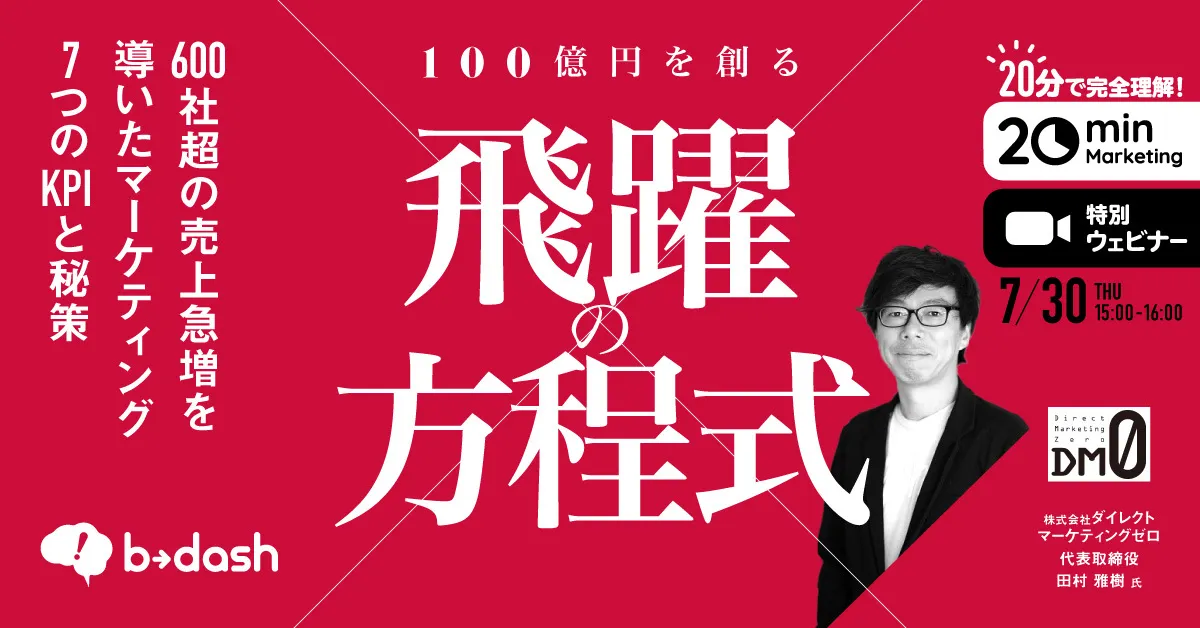 100億円を創る
飛躍の
方程式
600社超の売上急増を
導いたマーケティング
7つのKPIと秘策
b→dash
20分で完全理解!
20 min
Marketing
特別
ウェビナー
7/30 THU
15:00-16:00
Direct
Marketing
Zero
DM0
株式会社ダイレクト
マーケティングゼロ
代表取締役
田村 雅樹 氏